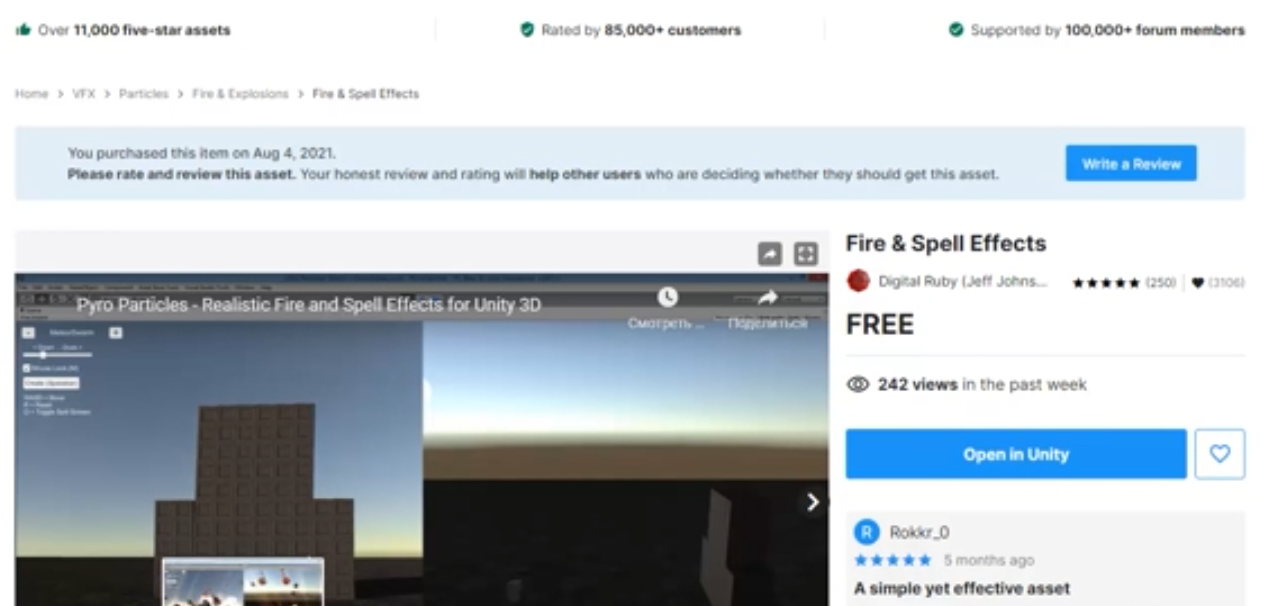 Over 11,000 five-star assets
Rated by 85,000+ customers
Supported by 100,000+ forum members
Home > VFX > Particles > Fire & Explosions > Fire & Spell Effects
You purchased this item on Aug 4, 2021.
Please rate and review this asset. Your honest review and rating will help other users who are deciding whether they should get this asset.
Write a Review
Pyro Particles - Realistic Fire and Spell Effects for Unity 3D
Смотреть ...
Поделиться
Fire & Spell Effects
Digital Ruby (Jeff Johns...
(250)
(3106)
FREE
242 views in the past week
Open in Unity
R
Rokkr_0
5 months ago
A simple yet effective asset